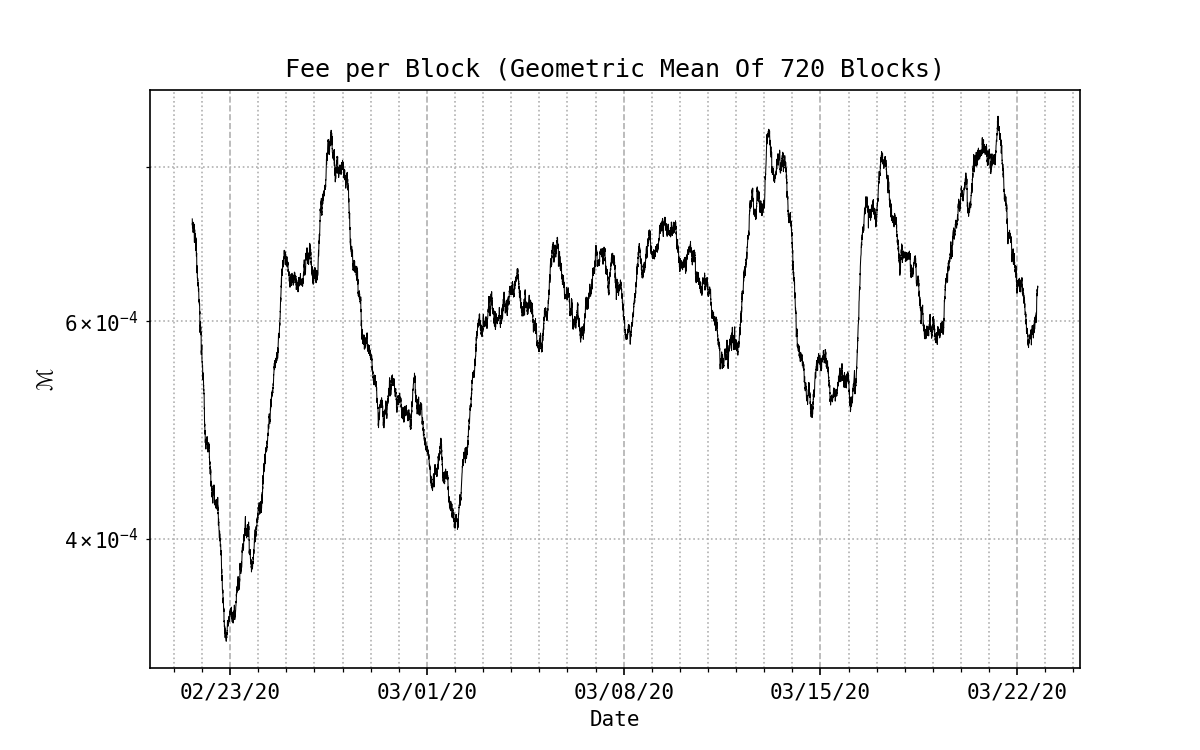 Fee per Block (Geometric Mean Of 720 Blocks)
ℳ
6×10⁻⁴
4×10⁻⁴
02/23/20 03/01/20 03/08/20 03/15/20 03/22/20
Date